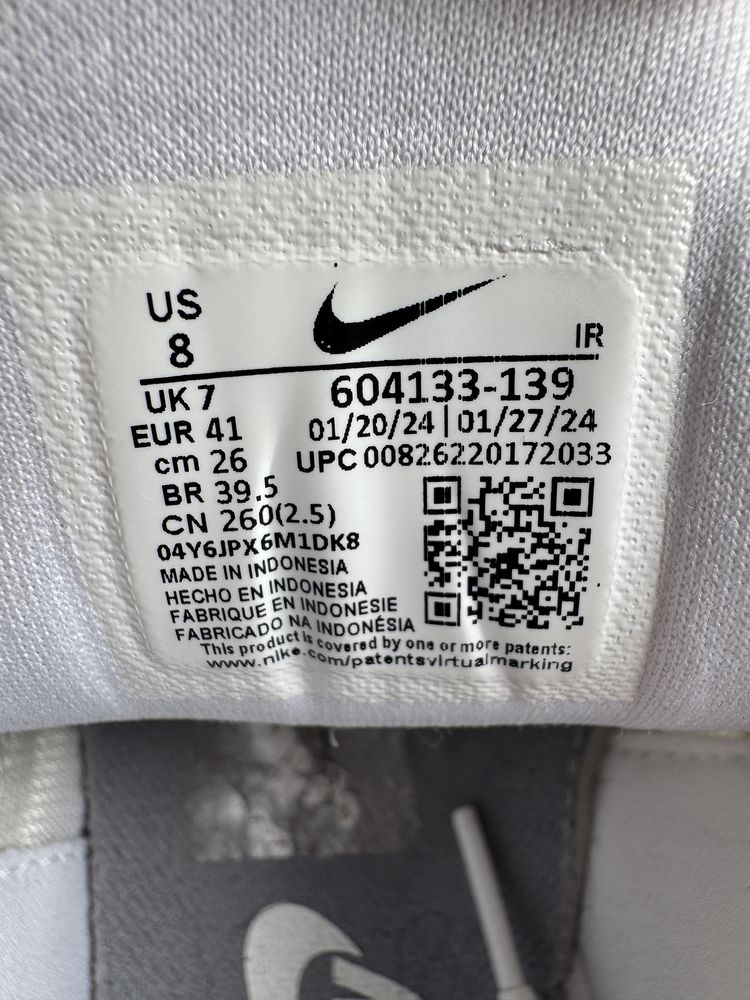 US
8
IR
UK 7
604133-139
EUR 41
01/20/24 | 01/27/24
cm 26
UPC 00826220172033
BR 39.5
CN 260(2.5)
04Y6JPX6M1DK8
MADE IN INDONESIA
HECHO EN INDONESIA
FABRIQUE EN INDONESIE
FABRICADO NA INDONÉSIA
This product is covered by one or more patents:
www.nike.com/patentsvirtualmarking